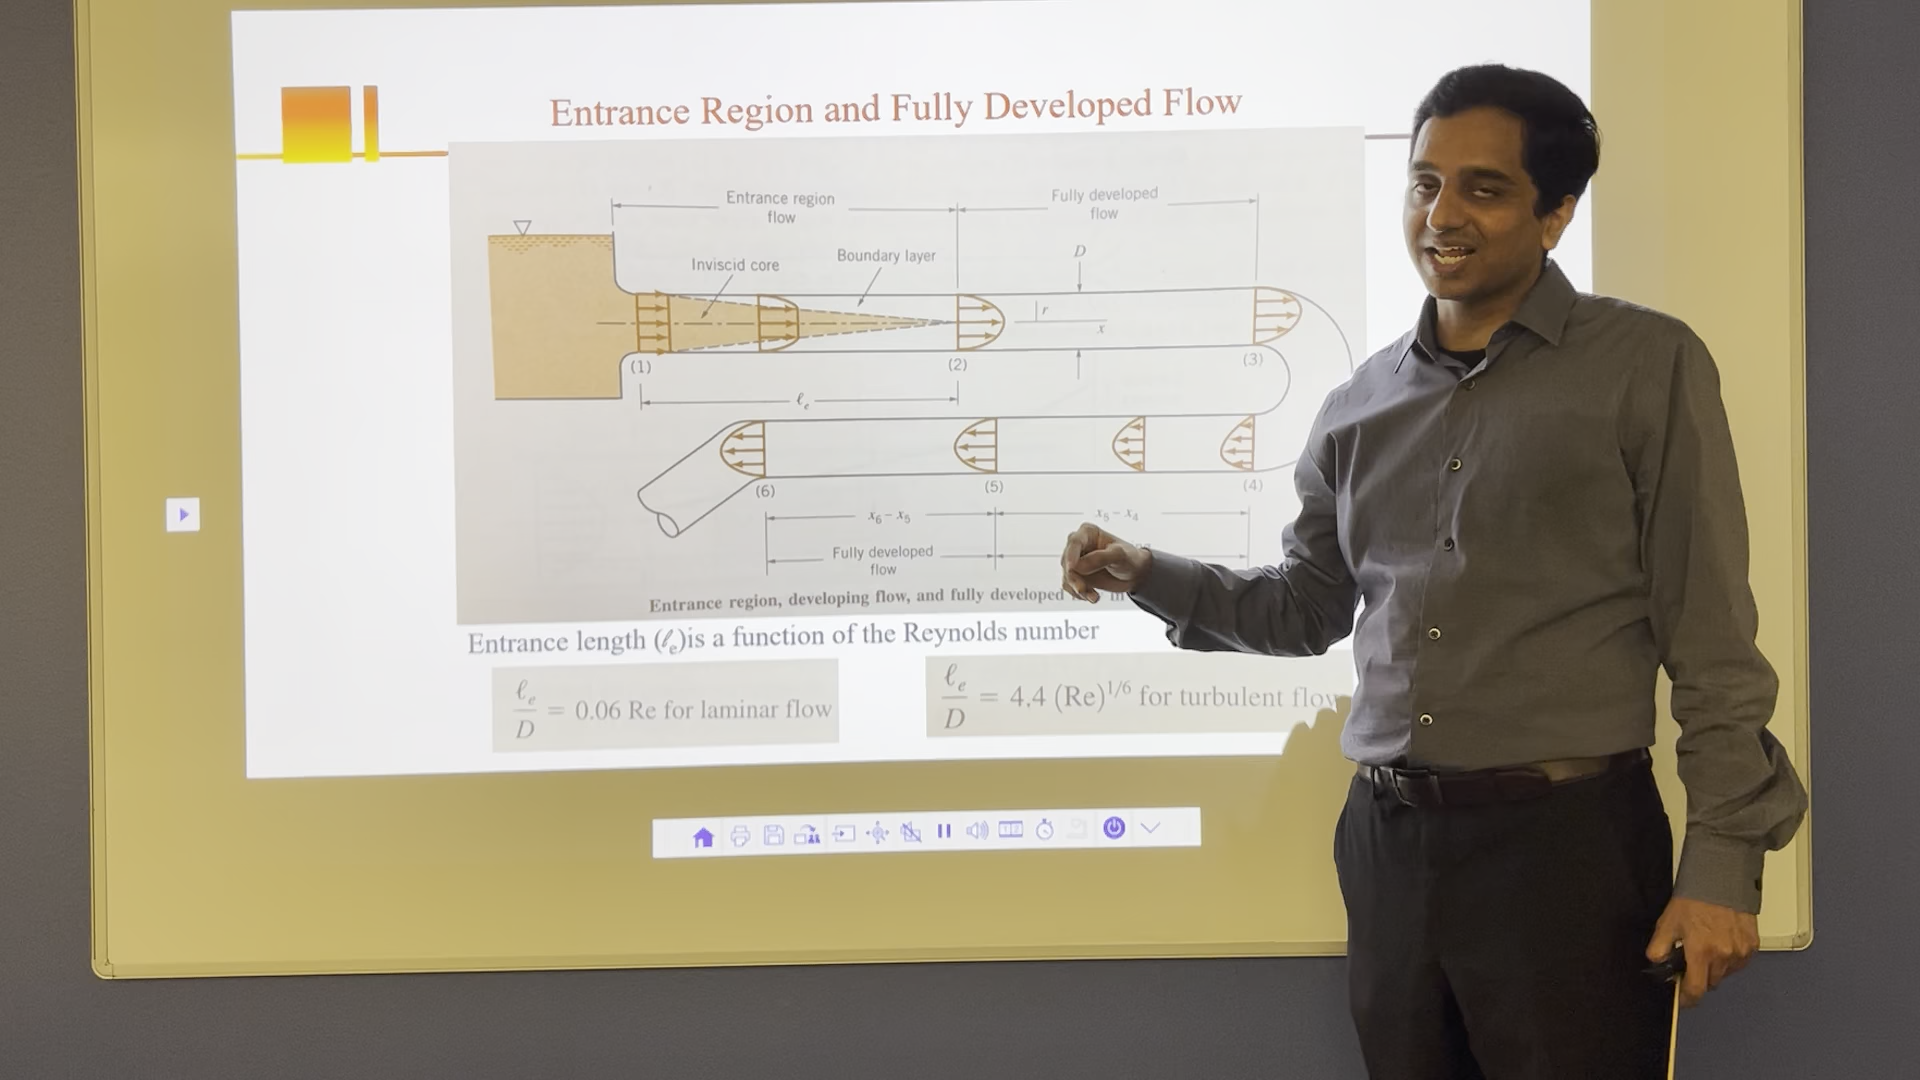 Entrance Region and Fully Developed Flow
Entrance region
flow
Fully developed
flow
Inviscid core
Boundary layer
D
r
x
(1)
(2)
(3)
ℓe
(6)
(5)
(4)
x6 – x5
x5 – x4
Fully developed
flow
Entrance region, developing flow, and fully developed
Entrance length (ℓe)is a function of the Reynolds number
ℓe/D = 0.06 Re for laminar flow
ℓe/D = 4.4 (Re)^1/6 for turbulent flow